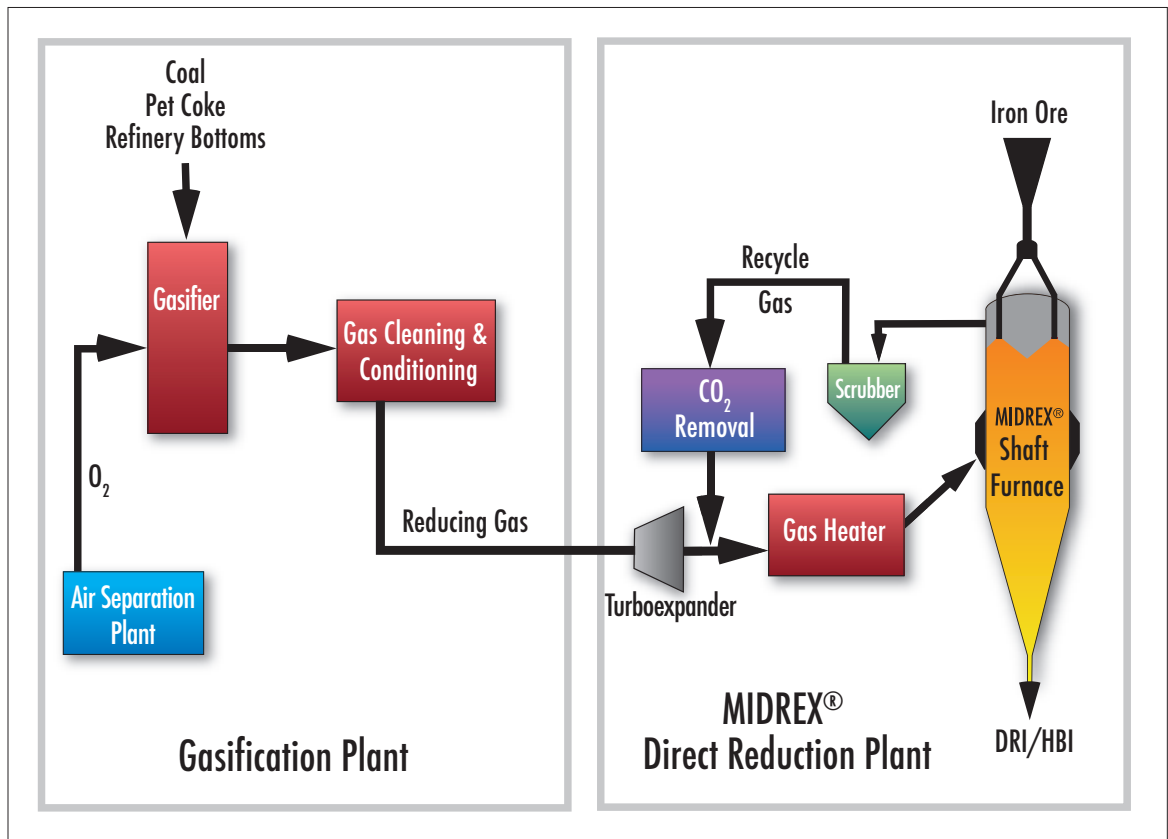 Coal
Pet Coke
Refinery Bottoms
Gasifier
Gas Cleaning &
Conditioning
O₂
Air Separation
Plant
Reducing Gas
Gasification Plant
Iron Ore
Recycle
Gas
CO₂
Removal
Scrubber
MIDREX®
Shaft
Furnace
Gas Heater
Turboexpander
DRI/HBI
MIDREX®
Direct Reduction Plant